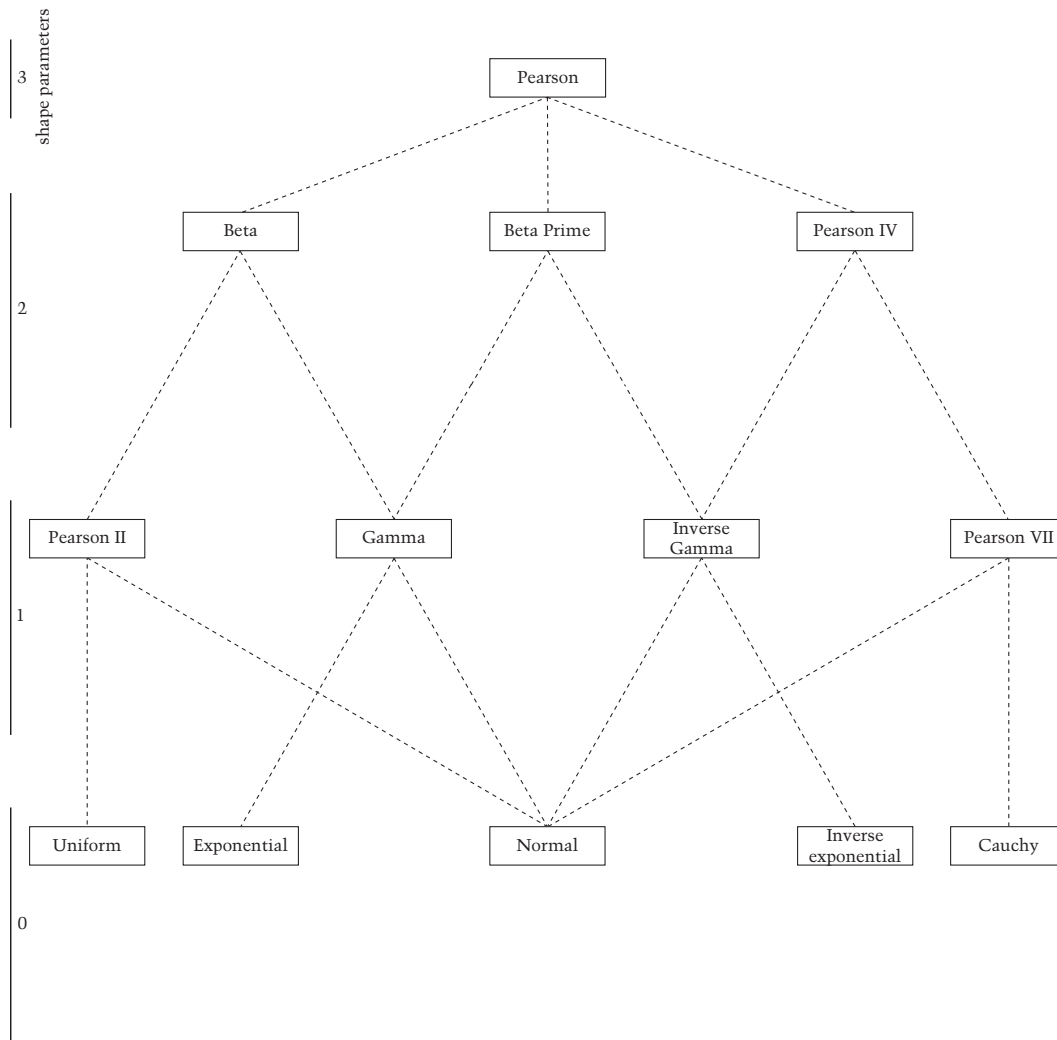 shape parameters
3
Pearson
Beta
Beta Prime
Pearson IV
2
Pearson II
Gamma
Inverse
Gamma
Pearson VII
1
Uniform
Exponential
Normal
Inverse
exponential
Cauchy
0